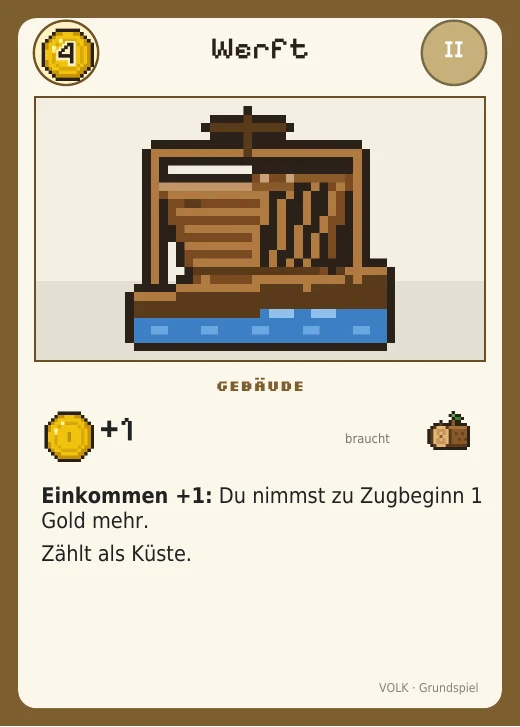 4
Werft
II
GEBÄUDE
1
+1
braucht
Einkommen +1: Du nimmst zu Zugbeginn 1
Gold mehr.
Zählt als Küste.
VOLK · Grundspiel